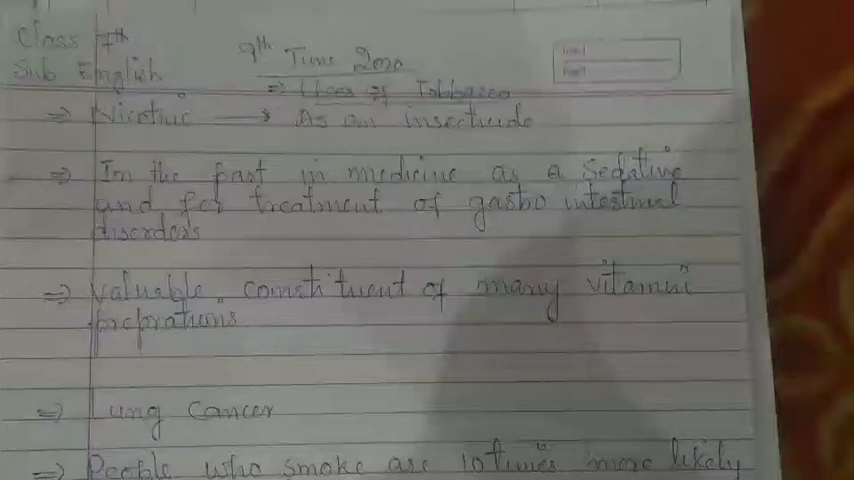 Class 7th
Sub English
9th June 2020
⇒ Uses of Tobbacco
⇒ Nicotine → As an insecticide
⇒ In the past in medicine as a Sedative
and for treatment of gastro intestinal
disorders
⇒ Valuable constituent of many vitamin
preprations
⇒ Lung Cancer
⇒ People who smoke are 10 times more likely